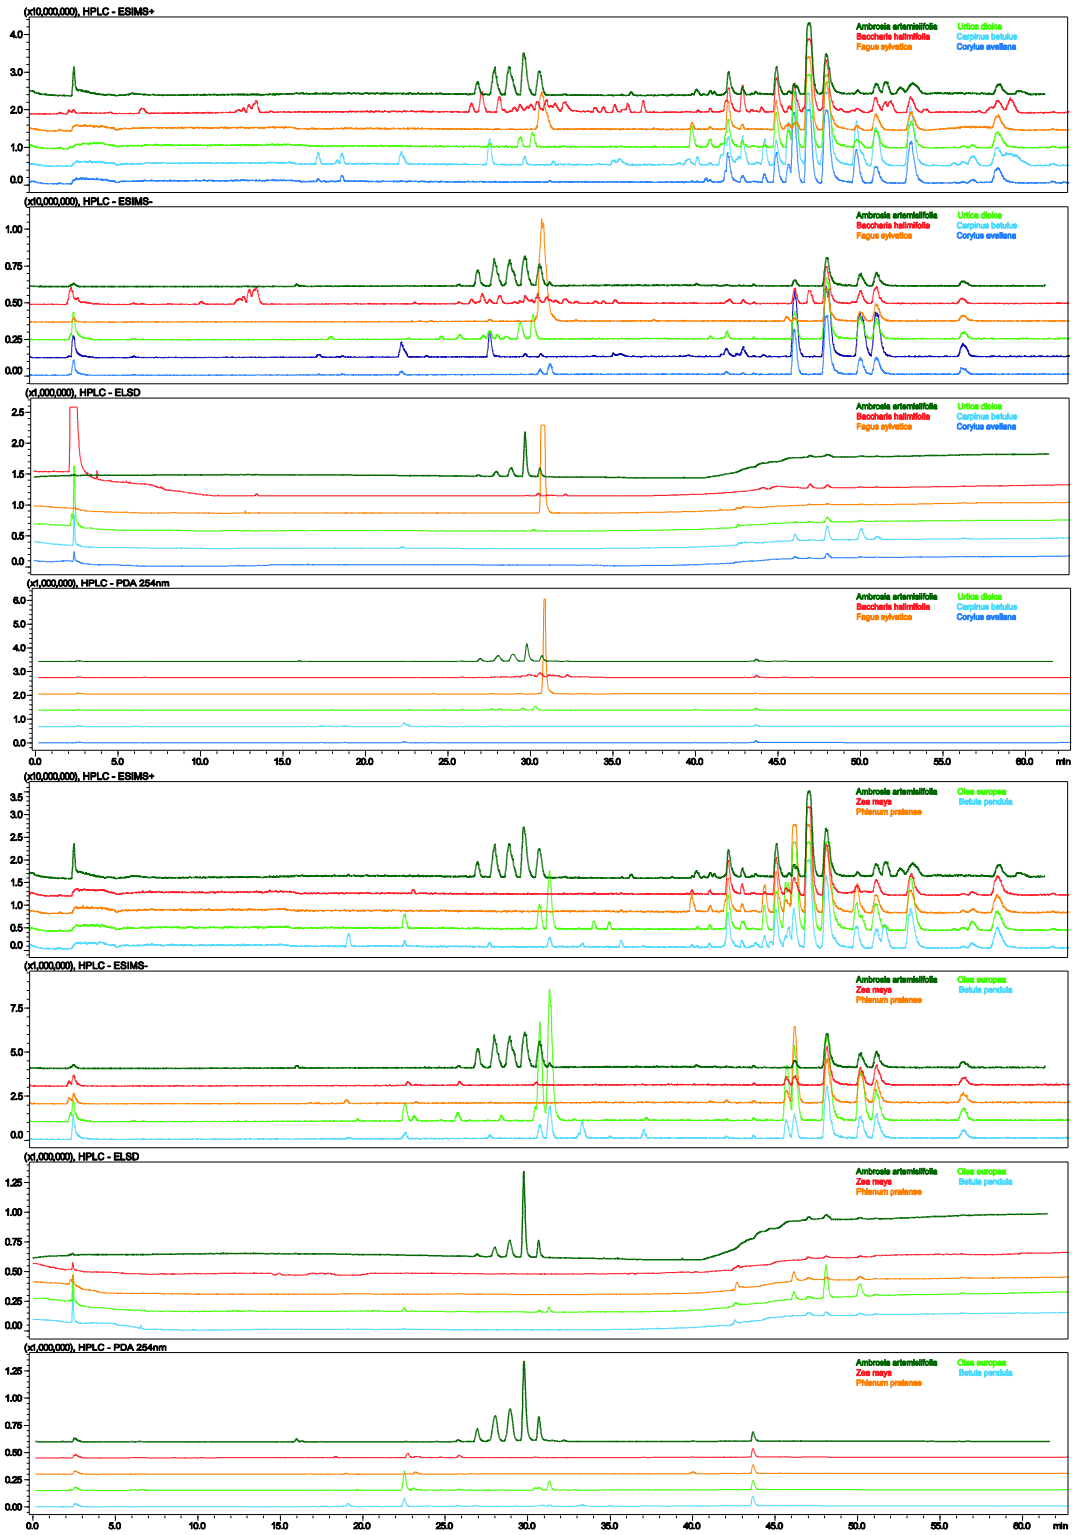 (x10,000,000), HPLC - ESIMS+
Ambrosia artemisiifolia Urtica dioica
Baccharis halimifolia Carpinus betulus
Fagus sylvatica Corylus avellana
4.0
3.0
2.0
1.0
0.0
(x10,000,000), HPLC - ESIMS-
Ambrosia artemisiifolia Urtica dioica
Baccharis halimifolia Carpinus betulus
Fagus sylvatica Corylus avellana
1.00
0.75
0.50
0.25
0.00
(x1,000,000), HPLC - ELSD
Ambrosia artemisiifolia Urtica dioica
Baccharis halimifolia Carpinus betulus
Fagus sylvatica Corylus avellana
2.5
2.0
1.5
1.0
0.5
0.0
(x1,000,000), HPLC - PDA 254nm
Ambrosia artemisiifolia Urtica dioica
Baccharis halimifolia Carpinus betulus
Fagus sylvatica Corylus avellana
6.0
5.0
4.0
3.0
2.0
1.0
0.0
0.0 5.0 10.0 15.0 20.0 25.0 30.0 35.0 40.0 45.0 50.0 55.0 60.0 min
(x10,000,000), HPLC - ESIMS+
Ambrosia artemisiifolia Olea europea
Zea mays Betula pendula
Phlenum pratense
3.5
3.0
2.5
2.0
1.5
1.0
0.5
0.0
(x1,000,000), HPLC - ESIMS-
Ambrosia artemisiifolia Olea europea
Zea mays Betula pendula
Phlenum pratense
7.5
5.0
2.5
0.0
(x1,000,000), HPLC - ELSD
Ambrosia artemisiifolia Olea europea
Zea mays Betula pendula
Phlenum pratense
1.25
1.00
0.75
0.50
0.25
0.00
(x1,000,000), HPLC - PDA 254nm
Ambrosia artemisiifolia Olea europea
Zea mays Betula pendula
Phlenum pratense
1.25
1.00
0.75
0.50
0.25
0.00
0.0 5.0 10.0 15.0 20.0 25.0 30.0 35.0 40.0 45.0 50.0 55.0 60.0 min